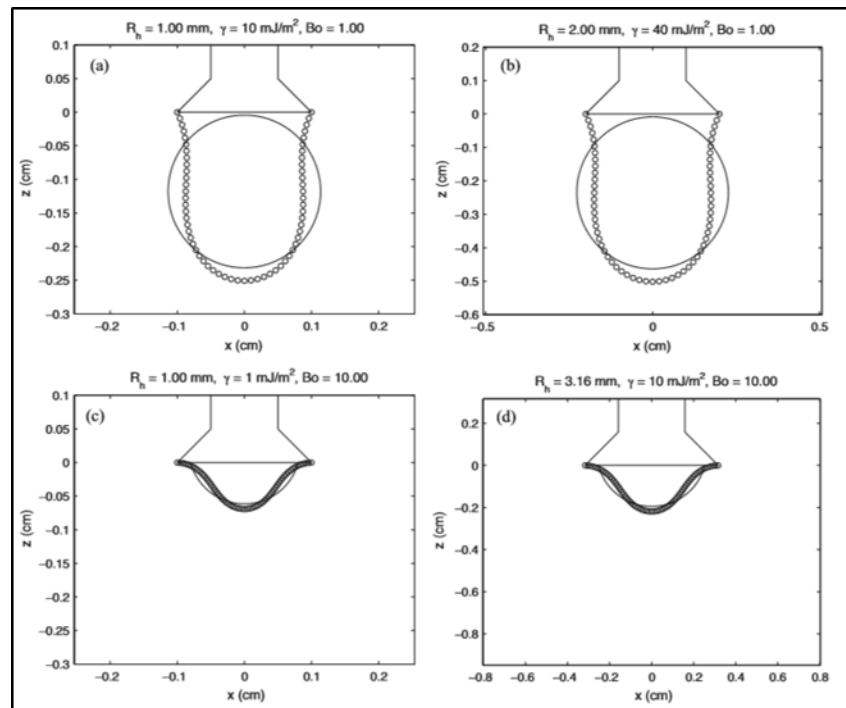 R_h = 1.00 mm, γ = 10 mJ/m², Bo = 1.00
(a)
0.1
0.05
0
−0.05
−0.1
−0.15
−0.2
−0.25
−0.3
z (cm)
−0.2 −0.1 0 0.1 0.2
x (cm)
R_h = 2.00 mm, γ = 40 mJ/m², Bo = 1.00
(b)
0.2
0.1
0
−0.1
−0.2
−0.3
−0.4
−0.5
−0.6
z (cm)
−0.5 0 0.5
x (cm)
R_h = 1.00 mm, γ = 1 mJ/m², Bo = 10.00
(c)
0.1
0.05
0
−0.05
−0.1
−0.15
−0.2
−0.25
−0.3
z (cm)
−0.2 −0.1 0 0.1 0.2
x (cm)
R_h = 3.16 mm, γ = 10 mJ/m², Bo = 10.00
(d)
0.2
0
−0.2
−0.4
−0.6
−0.8
z (cm)
−0.8 −0.6 −0.4 −0.2 0 0.2 0.4 0.6 0.8
x (cm)